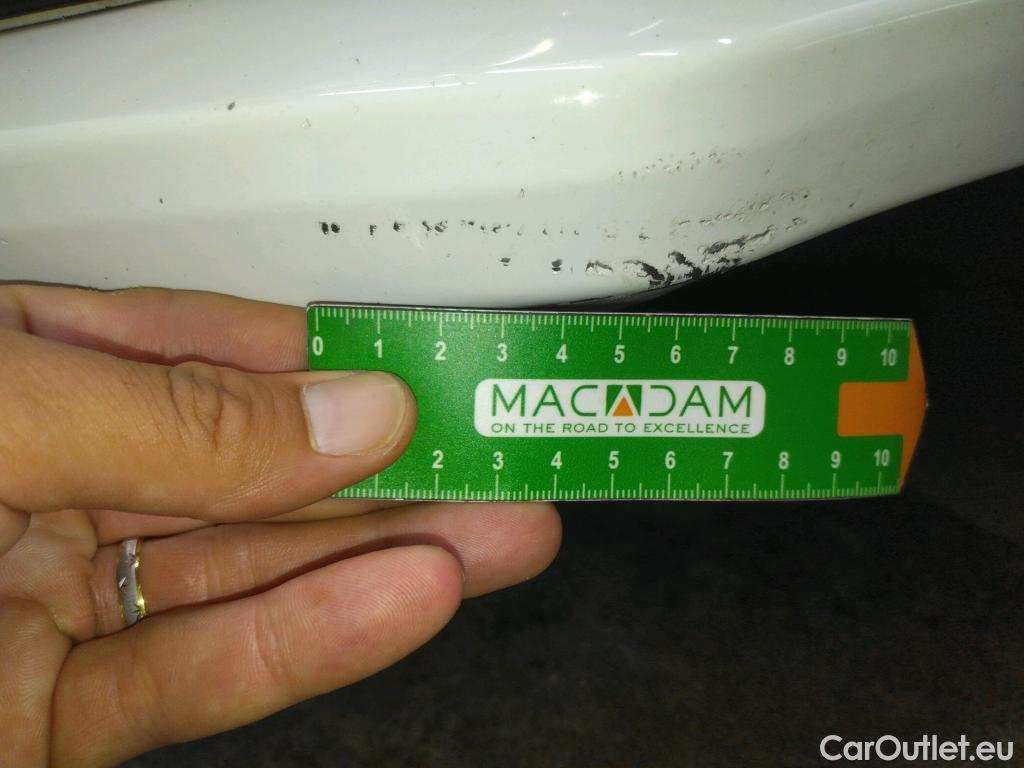 0 1 2 3 4 5 6 7 8 9 10
MACADAM
ON THE ROAD TO EXCELLENCE
2 3 4 5 6 7 8 9 10
CarOutlet.eu